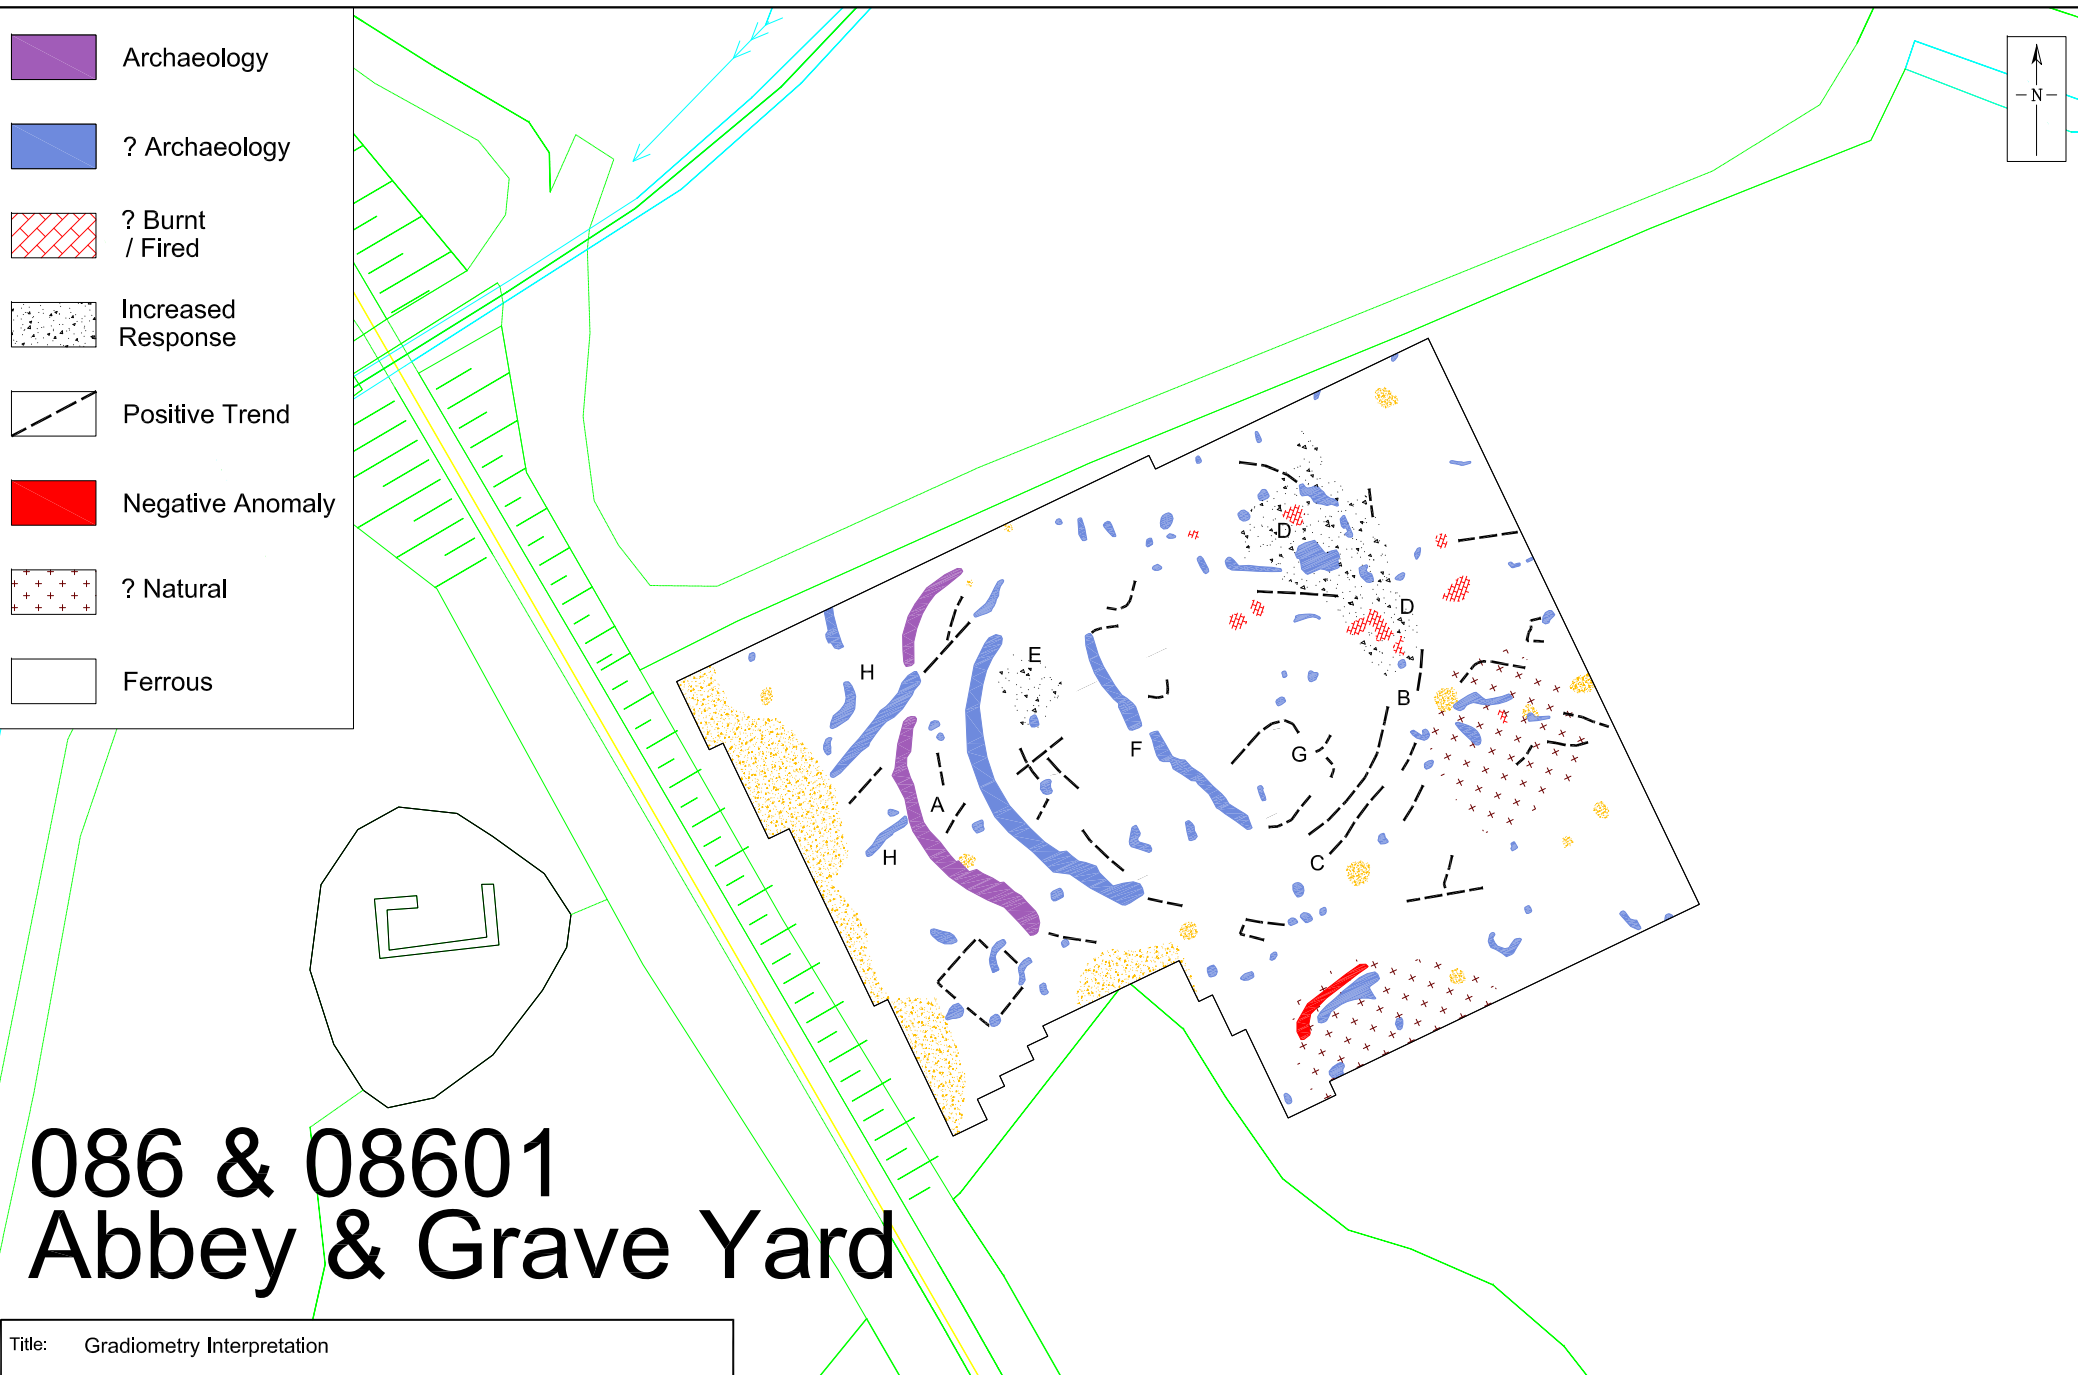 Archaeology
? Archaeology
? Burnt
/ Fired
Increased
Response
Positive Trend
Negative Anomaly
? Natural
Ferrous
N
D
D
E
H
B
F
G
A
H
C
086 & 08601
Abbey & Grave Yard
Title: Gradiometry Interpretation